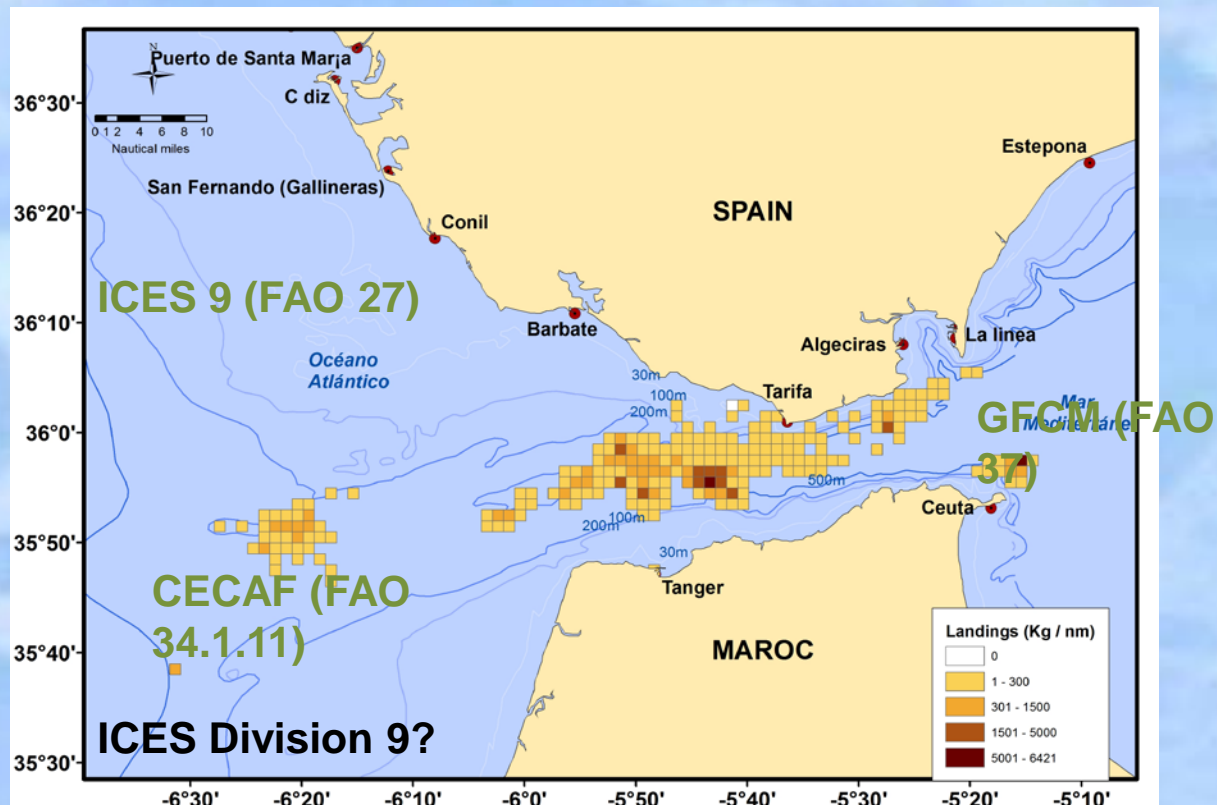 N
Puerto de Santa Mar¡a
C diz
36°30'
0 1 2 4 6 8 10
Nautical miles
Estepona
San Fernando (Gallineras)
36°20'
SPAIN
Conil
ICES 9 (FAO 27)
36°10'
Barbate
La linea
Algeciras
Océano
Atlántico
30m
100m
200m
Tarifa
Mar
Mediterráne
GFCM (FAO
37)
36°0'
500m
Ceuta
100m
200m
35°50'
30m
Tanger
CECAF (FAO
34.1.11)
35°40'
MAROC
Landings (Kg / nm)
0
1 - 300
301 - 1500
1501 - 5000
5001 - 6421
ICES Division 9?
35°30'
-6°30' -6°20' -6°10' -6°0' -5°50' -5°40' -5°30' -5°20' -5°10'